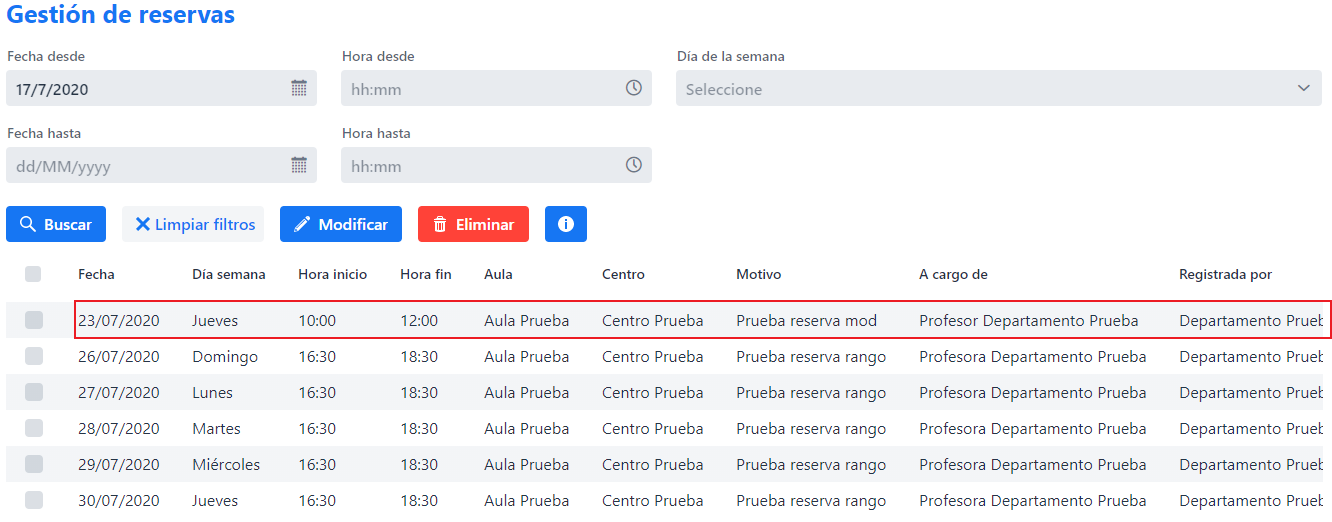 Gestión de reservas
Fecha desde Hora desde Día de la semana
17/7/2020 hh:mm Seleccione
Fecha hasta Hora hasta
dd/MM/yyyy hh:mm
Buscar Limpiar filtros Modificar Eliminar
Fecha Día semana Hora inicio Hora fin Aula Centro Motivo A cargo de Registrada por
23/07/2020 Jueves 10:00 12:00 Aula Prueba Centro Prueba Prueba reserva mod Profesor Departamento Prueba Departamento Prueb
26/07/2020 Domingo 16:30 18:30 Aula Prueba Centro Prueba Prueba reserva rango Profesora Departamento Prueba Departamento Prueb
27/07/2020 Lunes 16:30 18:30 Aula Prueba Centro Prueba Prueba reserva rango Profesora Departamento Prueba Departamento Prueb
28/07/2020 Martes 16:30 18:30 Aula Prueba Centro Prueba Prueba reserva rango Profesora Departamento Prueba Departamento Prueb
29/07/2020 Miércoles 16:30 18:30 Aula Prueba Centro Prueba Prueba reserva rango Profesora Departamento Prueba Departamento Prueb
30/07/2020 Jueves 16:30 18:30 Aula Prueba Centro Prueba Prueba reserva rango Profesora Departamento Prueba Departamento Prueb